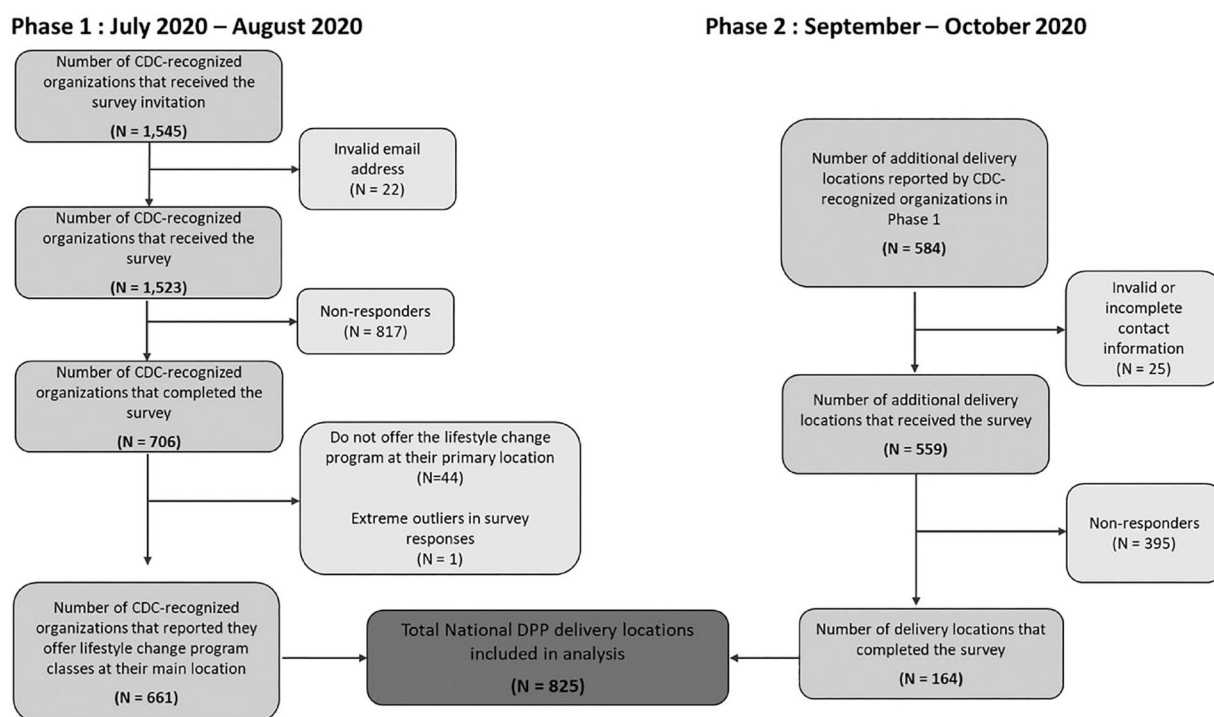 Phase 1 : July 2020 – August 2020
Number of CDC-recognized
organizations that received the
survey invitation
(N = 1,545)
Invalid email
address
(N = 22)
Number of CDC-recognized
organizations that received the
survey
(N = 1,523)
Non-responders
(N = 817)
Number of CDC-recognized
organizations that completed the
survey
(N = 706)
Do not offer the lifestyle change
program at their primary location
(N=44)
Extreme outliers in survey
responses
(N = 1)
Number of CDC-recognized
organizations that reported they
offer lifestyle change program
classes at their main location
(N = 661)
Total National DPP delivery locations
included in analysis
(N = 825)
Phase 2 : September – October 2020
Number of additional delivery
locations reported by CDC-
recognized organizations in
Phase 1
(N = 584)
Invalid or
incomplete
contact
information
(N = 25)
Number of additional delivery
locations that received the survey
(N = 559)
Non-responders
(N = 395)
Number of delivery locations that
completed the survey
(N = 164)